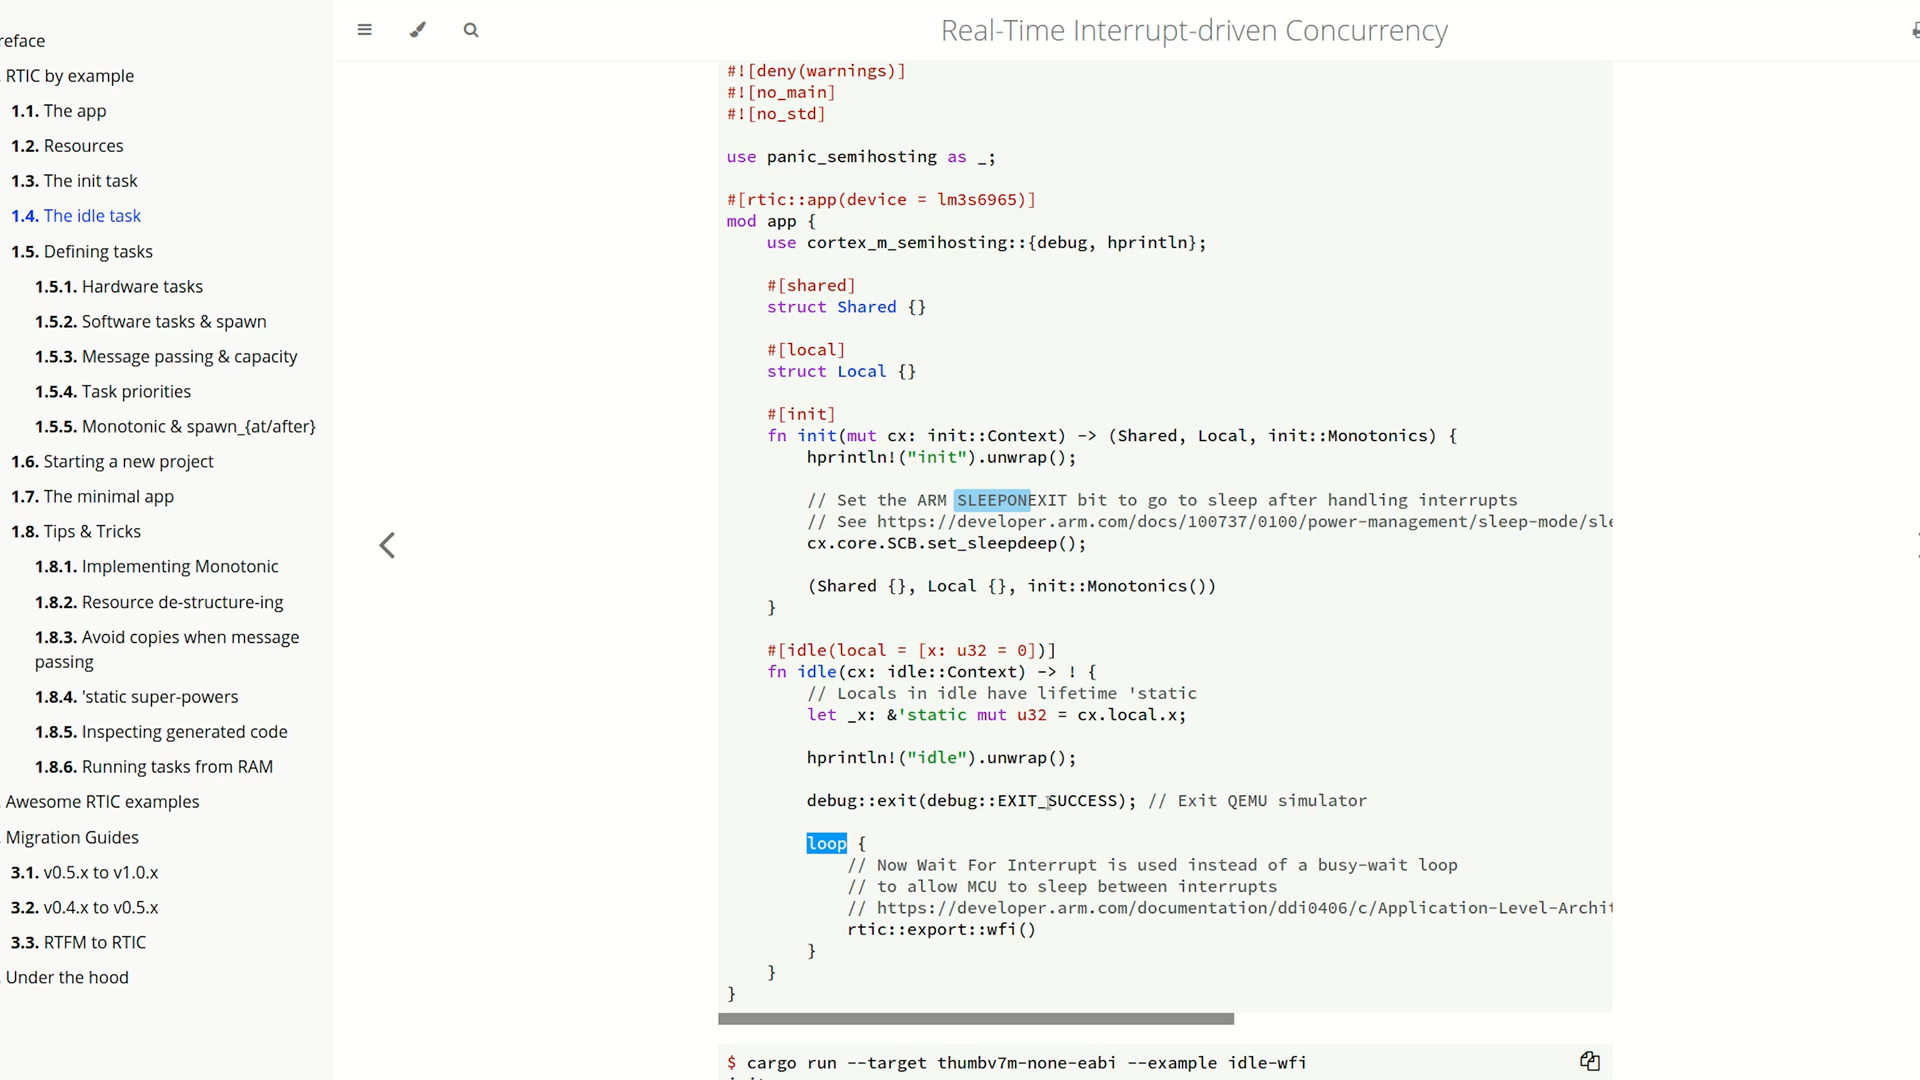 Real-Time Interrupt-driven Concurrency
reface
RTIC by example
1.1. The app
1.2. Resources
1.3. The init task
1.4. The idle task
1.5. Defining tasks
1.5.1. Hardware tasks
1.5.2. Software tasks & spawn
1.5.3. Message passing & capacity
1.5.4. Task priorities
1.5.5. Monotonic & spawn_{at/after}
1.6. Starting a new project
1.7. The minimal app
1.8. Tips & Tricks
1.8.1. Implementing Monotonic
1.8.2. Resource de-structure-ing
1.8.3. Avoid copies when message
passing
1.8.4. 'static super-powers
1.8.5. Inspecting generated code
1.8.6. Running tasks from RAM
Awesome RTIC examples
Migration Guides
3.1. v0.5.x to v1.0.x
3.2. v0.4.x to v0.5.x
3.3. RTFM to RTIC
Under the hood
#![deny(warnings)]
#![no_main]
#![no_std]
use panic_semihosting as _;
#[rtic::app(device = lm3s6965)]
mod app {
use cortex_m_semihosting::{debug, hprintln};
#[shared]
struct Shared {}
#[local]
struct Local {}
#[init]
fn init(mut cx: init::Context) -> (Shared, Local, init::Monotonics) {
hprintln!("init").unwrap();
// Set the ARM SLEEPONEXIT bit to go to sleep after handling interrupts
// See https://developer.arm.com/docs/100737/0100/power-management/sleep-mode/sle
cx.core.SCB.set_sleepdeep();
(Shared {}, Local {}, init::Monotonics())
}
#[idle(local = [x: u32 = 0])]
fn idle(cx: idle::Context) -> ! {
// Locals in idle have lifetime 'static
let _x: &'static mut u32 = cx.local.x;
hprintln!("idle").unwrap();
debug::exit(debug::EXIT_SUCCESS); // Exit QEMU simulator
loop {
// Now Wait For Interrupt is used instead of a busy-wait loop
// to allow MCU to sleep between interrupts
// https://developer.arm.com/documentation/ddi0406/c/Application-Level-Archit
rtic::export::wfi()
}
}
}
$ cargo run --target thumbv7m-none-eabi --example idle-wfi